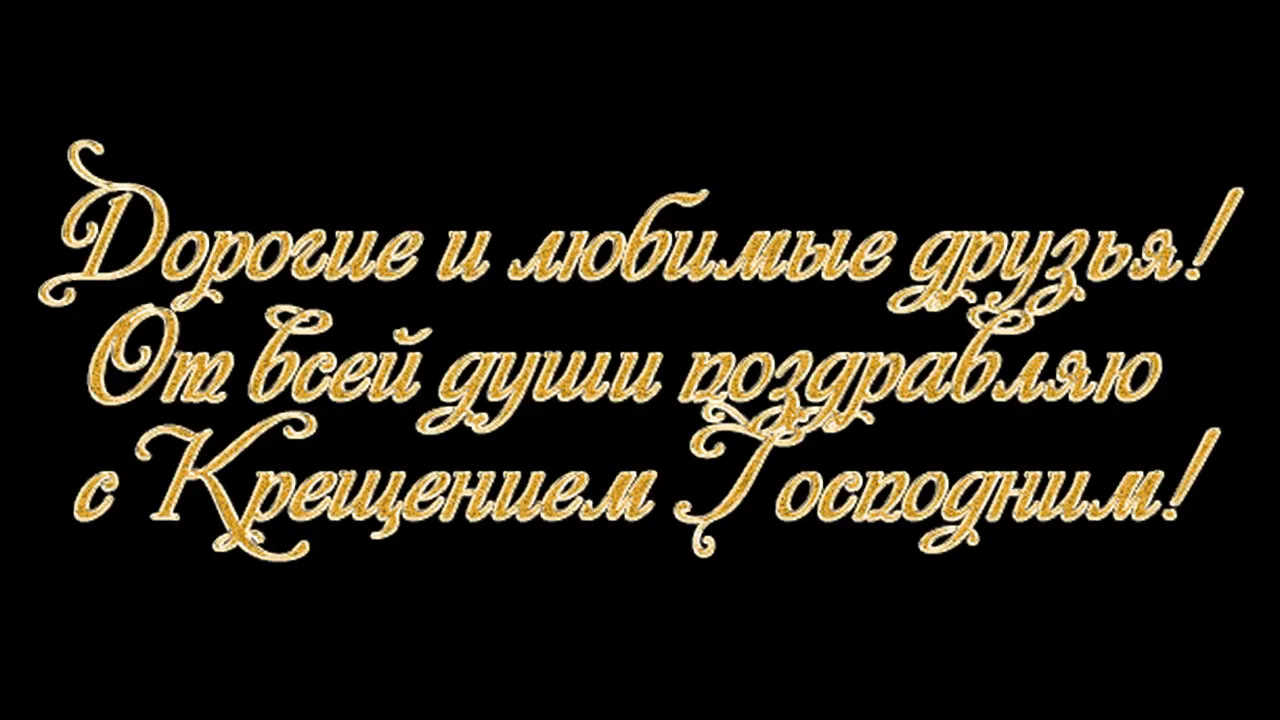 Дорогие и любимые друзья!
От всей души поздравляю
с Крещением Господним!